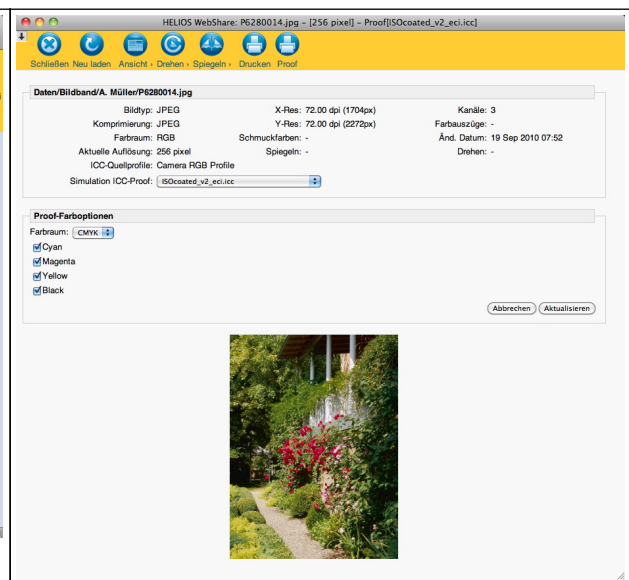 HELIOS WebShare: P6280014.jpg – [256 pixel] – Proof[ISOcoated_v2_eci.icc]
Schließen Neu laden Ansicht › Drehen › Spiegeln › Drucken Proof
Daten/Bildband/A. Müller/P6280014.jpg
Bildtyp: JPEG X-Res: 72.00 dpi (1704px) Kanäle: 3
Komprimierung: JPEG Y-Res: 72.00 dpi (2272px) Farbauszüge: -
Farbraum: RGB Schmuckfarben: - Änd. Datum: 19 Sep 2010 07:52
Aktuelle Auflösung: 256 pixel Spiegeln: - Drehen: -
ICC-Quellprofile: Camera RGB Profile
Simulation ICC-Proof: ISOcoated_v2_eci.icc
Proof-Farboptionen
Farbraum: CMYK
Cyan
Magenta
Yellow
Black
Abbrechen Aktualisieren